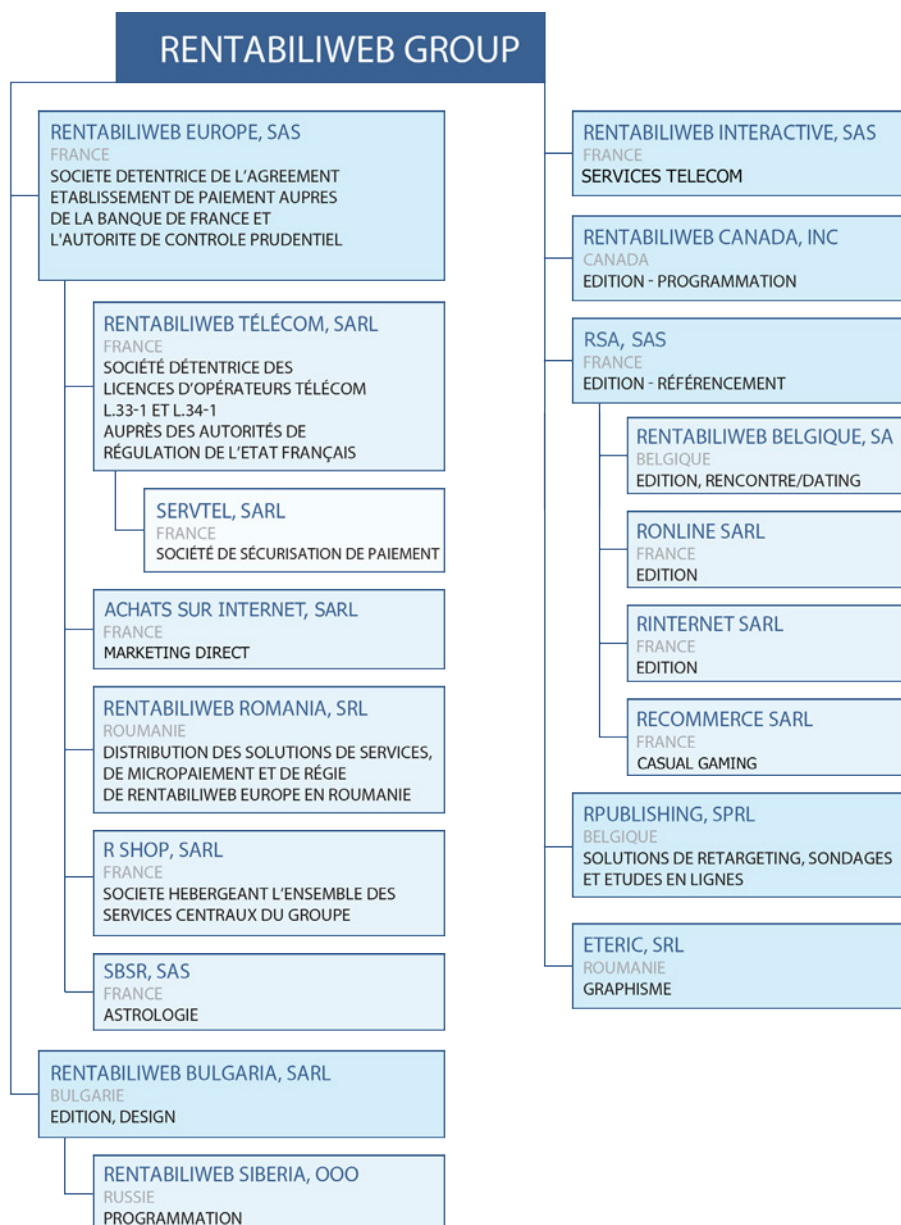 RENTABILIWEB GROUP
RENTABILIWEB EUROPE, SAS
FRANCE
SOCIETE DETENTRICE DE L'AGREEMENT
ETABLISSEMENT DE PAIEMENT AUPRES
DE LA BANQUE DE FRANCE ET
L'AUTORITE DE CONTROLE PRUDENTIEL
RENTABILIWEB TÉLÉCOM, SARL
FRANCE
SOCIÉTÉ DÉTENTRICE DES
LICENCES D'OPÉRATEURS TÉLÉCOM
L.33-1 ET L.34-1
AUPRÈS DES AUTORITÉS DE
RÉGULATION DE L'ETAT FRANÇAIS
SERVTEL, SARL
FRANCE
SOCIÉTÉ DE SÉCURISATION DE PAIEMENT
ACHATS SUR INTERNET, SARL
FRANCE
MARKETING DIRECT
RENTABILIWEB ROMANIA, SRL
ROUMANIE
DISTRIBUTION DES SOLUTIONS DE SERVICES,
DE MICROPAIEMENT ET DE RÉGIE
DE RENTABILIWEB EUROPE EN ROUMANIE
R SHOP, SARL
FRANCE
SOCIETE HEBERGEANT L'ENSEMBLE DES
SERVICES CENTRAUX DU GROUPE
SBSR, SAS
FRANCE
ASTROLOGIE
RENTABILIWEB BULGARIA, SARL
BULGARIE
EDITION, DESIGN
RENTABILIWEB SIBERIA, OOO
RUSSIE
PROGRAMMATION
RENTABILIWEB INTERACTIVE, SAS
FRANCE
SERVICES TELECOM
RENTABILIWEB CANADA, INC
CANADA
EDITION - PROGRAMMATION
RSA, SAS
FRANCE
EDITION - RÉFÉRENCEMENT
RENTABILIWEB BELGIQUE, SA
BELGIQUE
EDITION, RENCONTRE/DATING
RONLINE SARL
FRANCE
EDITION
RINTERNET SARL
FRANCE
EDITION
RECOMMERCE SARL
FRANCE
CASUAL GAMING
RPUBLISHING, SPRL
BELGIQUE
SOLUTIONS DE RETARGETING, SONDAGES
ET ETUDES EN LIGNES
ETERIC, SRL
ROUMANIE
GRAPHISME